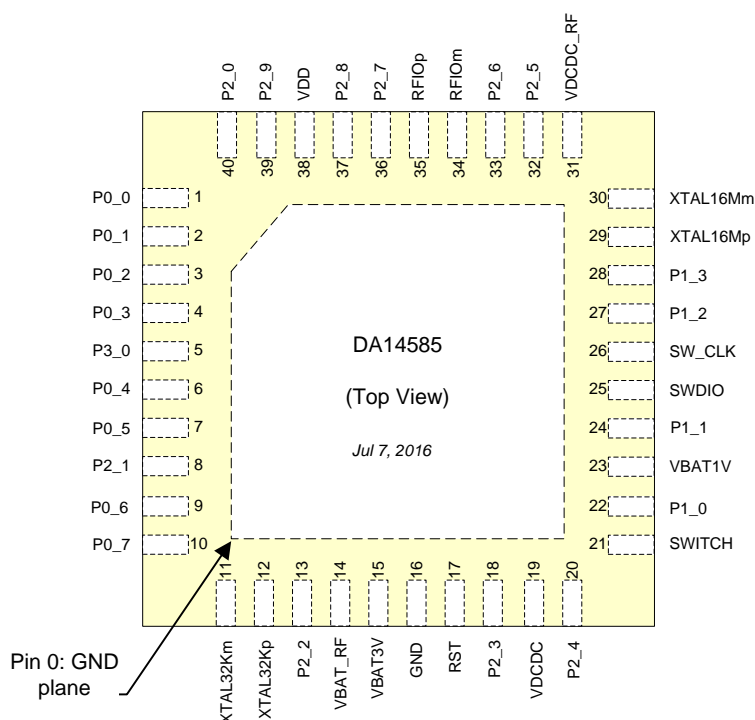 P2_0
P2_9
VDD
P2_8
P2_7
RFIOp
RFIOm
P2_6
P2_5
VDCDC_RF
40
39
38
37
36
35
34
33
32
31
P0_0 1
P0_1 2
P0_2 3
P0_3 4
P3_0 5
P0_4 6
P0_5 7
P2_1 8
P0_6 9
P0_7 10
DA14585
(Top View)
Jul 7, 2016
30 XTAL16Mm
29 XTAL16Mp
28 P1_3
27 P1_2
26 SW_CLK
25 SWDIO
24 P1_1
23 VBAT1V
22 P1_0
21 SWITCH
11
12
13
14
15
16
17
18
19
20
XTAL32Km
XTAL32Kp
P2_2
VBAT_RF
VBAT3V
GND
RST
P2_3
VDCDC
P2_4
Pin 0: GND
plane